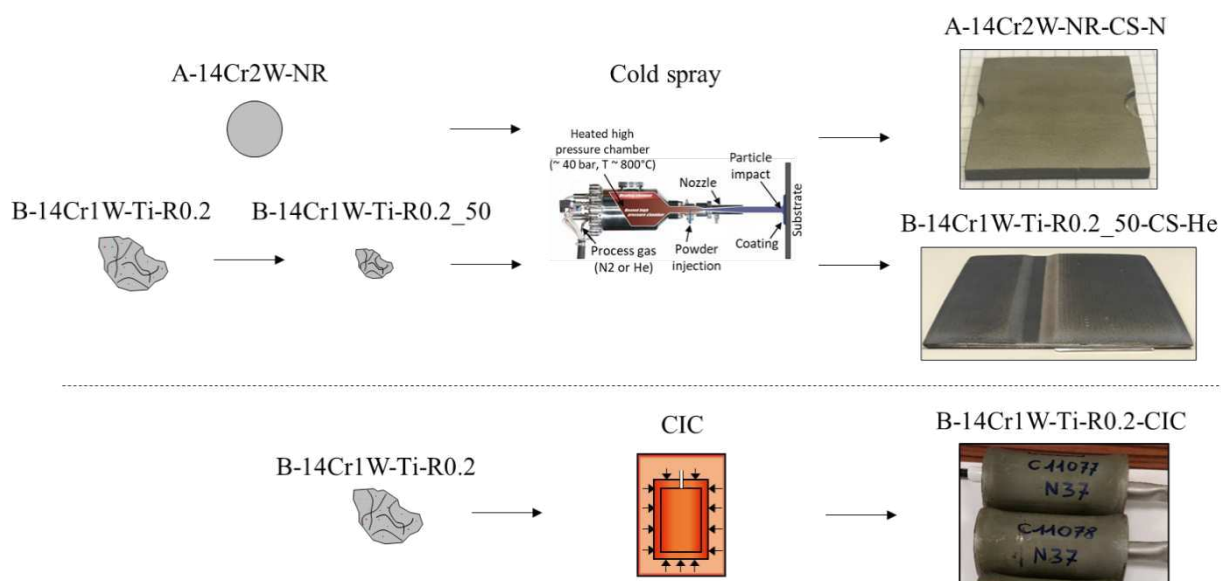 A-14Cr2W-NR-CS-N
A-14Cr2W-NR
Cold spray
Heated high
pressure chamber
(~ 40 bar, T ~ 800°C)
Particle
impact
Nozzle
Substrate
B-14Cr1W-Ti-R0.2
B-14Cr1W-Ti-R0.2_50
B-14Cr1W-Ti-R0.2_50-CS-He
Process gas
(N2 or He)
Powder
injection
Coating
CIC
B-14Cr1W-Ti-R0.2-CIC
B-14Cr1W-Ti-R0.2
C11077
N37
C11078
N37